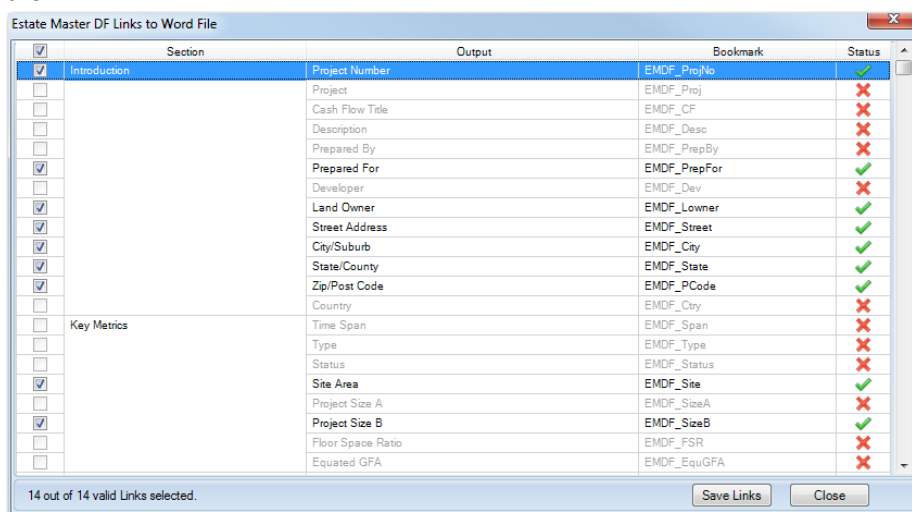 Estate Master DF Links to Word File
Section Output Bookmark Status
Introduction Project Number EMDF_ProjNo
Project EMDF_Proj
Cash Flow Title EMDF_CF
Description EMDF_Desc
Prepared By EMDF_PrepBy
Prepared For EMDF_PrepFor
Developer EMDF_Dev
Land Owner EMDF_Lowner
Street Address EMDF_Street
City/Suburb EMDF_City
State/County EMDF_State
Zip/Post Code EMDF_PCode
Country EMDF_Ctry
Key Metrics Time Span EMDF_Span
Type EMDF_Type
Status EMDF_Status
Site Area EMDF_Site
Project Size A EMDF_SizeA
Project Size B EMDF_SizeB
Floor Space Ratio EMDF_FSR
Equated GFA EMDF_EquGFA
14 out of 14 valid Links selected. Save Links Close